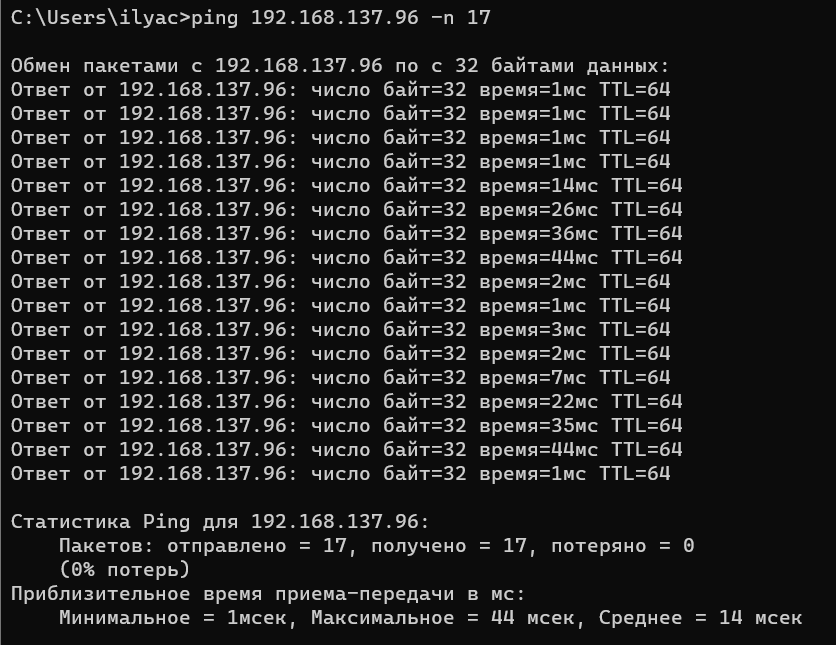 C:\Users\ilyac>ping 192.168.137.96 -n 17
Обмен пакетами с 192.168.137.96 по с 32 байтами данных:
Ответ от 192.168.137.96: число байт=32 время=1мс TTL=64
Ответ от 192.168.137.96: число байт=32 время=1мс TTL=64
Ответ от 192.168.137.96: число байт=32 время=1мс TTL=64
Ответ от 192.168.137.96: число байт=32 время=1мс TTL=64
Ответ от 192.168.137.96: число байт=32 время=14мс TTL=64
Ответ от 192.168.137.96: число байт=32 время=26мс TTL=64
Ответ от 192.168.137.96: число байт=32 время=36мс TTL=64
Ответ от 192.168.137.96: число байт=32 время=44мс TTL=64
Ответ от 192.168.137.96: число байт=32 время=2мс TTL=64
Ответ от 192.168.137.96: число байт=32 время=1мс TTL=64
Ответ от 192.168.137.96: число байт=32 время=3мс TTL=64
Ответ от 192.168.137.96: число байт=32 время=2мс TTL=64
Ответ от 192.168.137.96: число байт=32 время=7мс TTL=64
Ответ от 192.168.137.96: число байт=32 время=22мс TTL=64
Ответ от 192.168.137.96: число байт=32 время=35мс TTL=64
Ответ от 192.168.137.96: число байт=32 время=44мс TTL=64
Ответ от 192.168.137.96: число байт=32 время=1мс TTL=64
Статистика Ping для 192.168.137.96:
Пакетов: отправлено = 17, получено = 17, потеряно = 0
(0% потерь)
Приблизительное время приема-передачи в мс:
Минимальное = 1мсек, Максимальное = 44 мсек, Среднее = 14 мсек